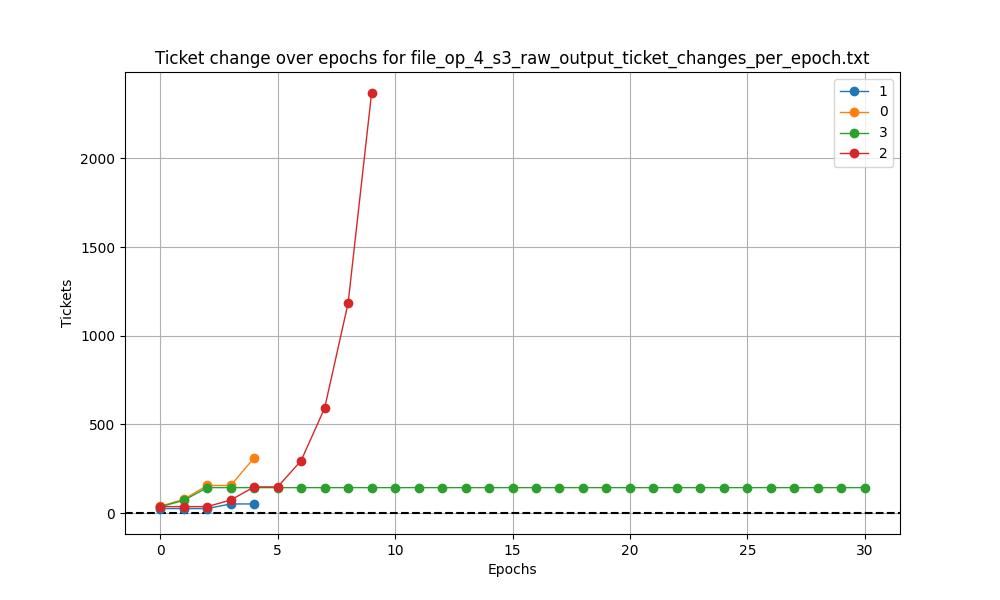 Ticket change over epochs for file_op_4_s3_raw_output_ticket_changes_per_epoch.txt
1
0
3
2
2000
1500
1000
500
0
Tickets
0 5 10 15 20 25 30
Epochs